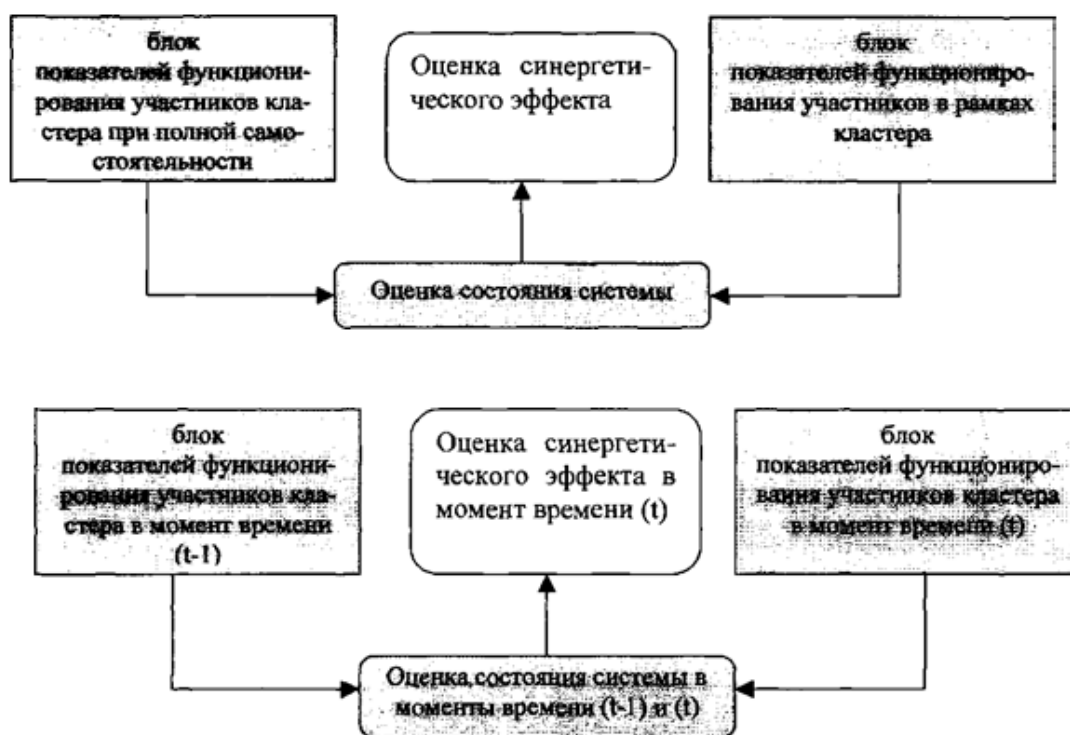 блок
показателей функциони-
рования участников кла-
стера при полной само-
стоятельности
Оценка синергети-
ческого эффекта
блок
показателей функциониро-
вания участников в рамках
кластера
Оценка состояния системы
блок
показателей функциони-
рования участников кла-
стера в момент времени
(t-1)
Оценка синергети-
ческого эффекта в
момент времени (t)
блок
показателей функциониро-
вания участников кластера
в момент времени (t)
Оценка состояния системы в
моменты времени (t-1) и (t)